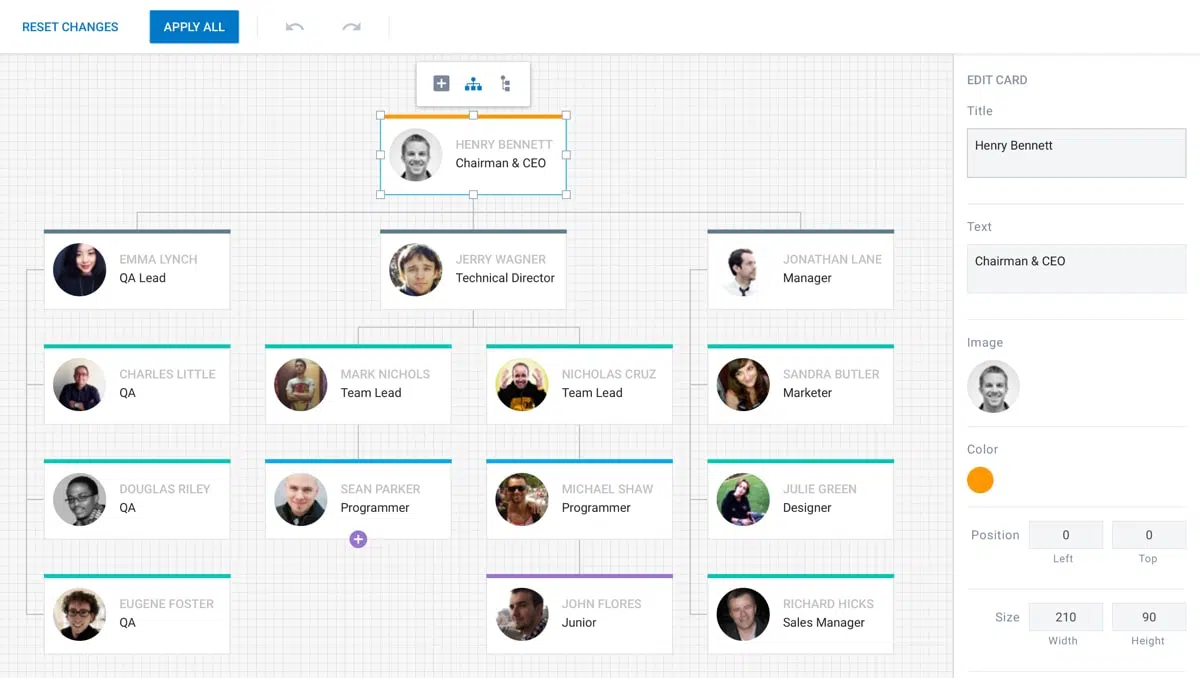 RESET CHANGES
APPLY ALL
HENRY BENNETT
Chairman & CEO
EMMA LYNCH
QA Lead
JERRY WAGNER
Technical Director
JONATHAN LANE
Manager
CHARLES LITTLE
QA
MARK NICHOLS
Team Lead
NICHOLAS CRUZ
Team Lead
SANDRA BUTLER
Marketer
DOUGLAS RILEY
QA
SEAN PARKER
Programmer
MICHAEL SHAW
Programmer
JULIE GREEN
Designer
EUGENE FOSTER
QA
JOHN FLORES
Junior
RICHARD HICKS
Sales Manager
EDIT CARD
Title
Henry Bennett
Text
Chairman & CEO
Image
Color
Position 0 0
Left Top
Size 210 90
Width Height